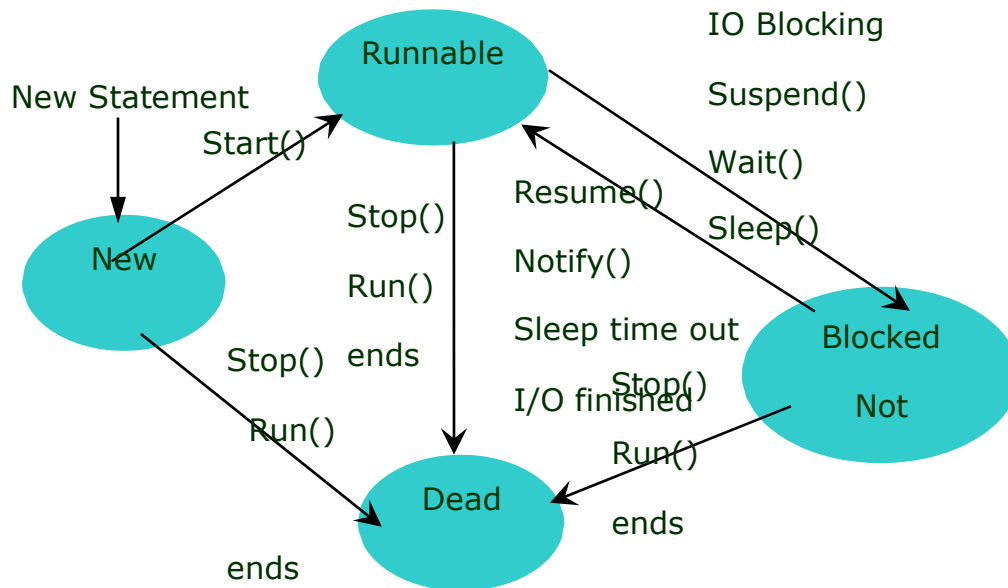 IO Blocking
Runnable
Suspend()
New Statement
Start()
Wait()
Resume()
Sleep()
Stop()
Run()
ends
Notify()
Sleep time out
I/O finished
New
Stop()
Run()
ends
Blocked
Not
Stop()
Run()
ends
Dead